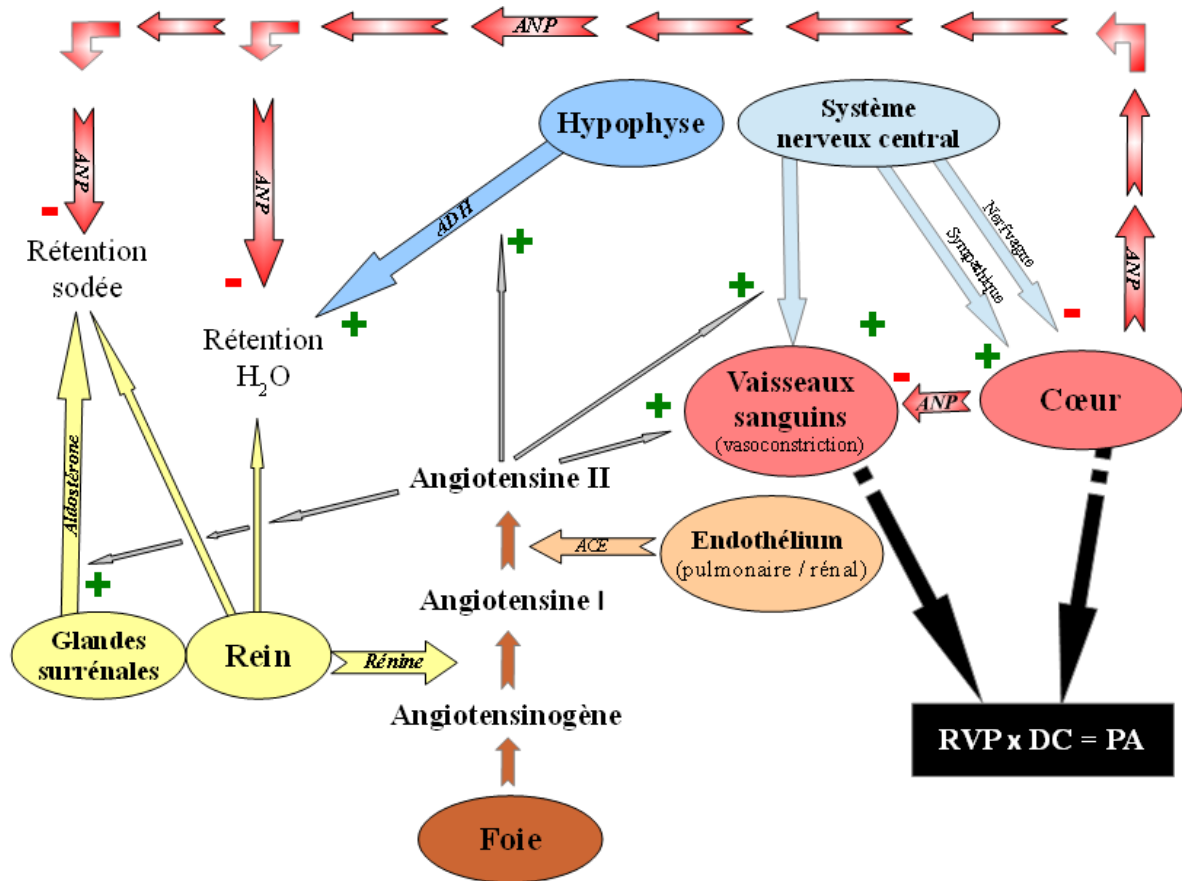 ANP
Hypophyse
Système
nerveux central
ANP
ANP
ADH
Nerf vague
Sympathique
ANP
-
Rétention
sodée
-
+
+
+
-
Rétention
H₂O
+
+
+
Vaisseaux
sanguins
(vasoconstriction)
-
ANP
Cœur
Aldostérone
Angiotensine II
ACE
Endothélium
(pulmonaire / rénal)
+
Angiotensine I
Glandes
surrénales
Rein
Rénine
Angiotensinogène
RVP x DC = PA
Foie